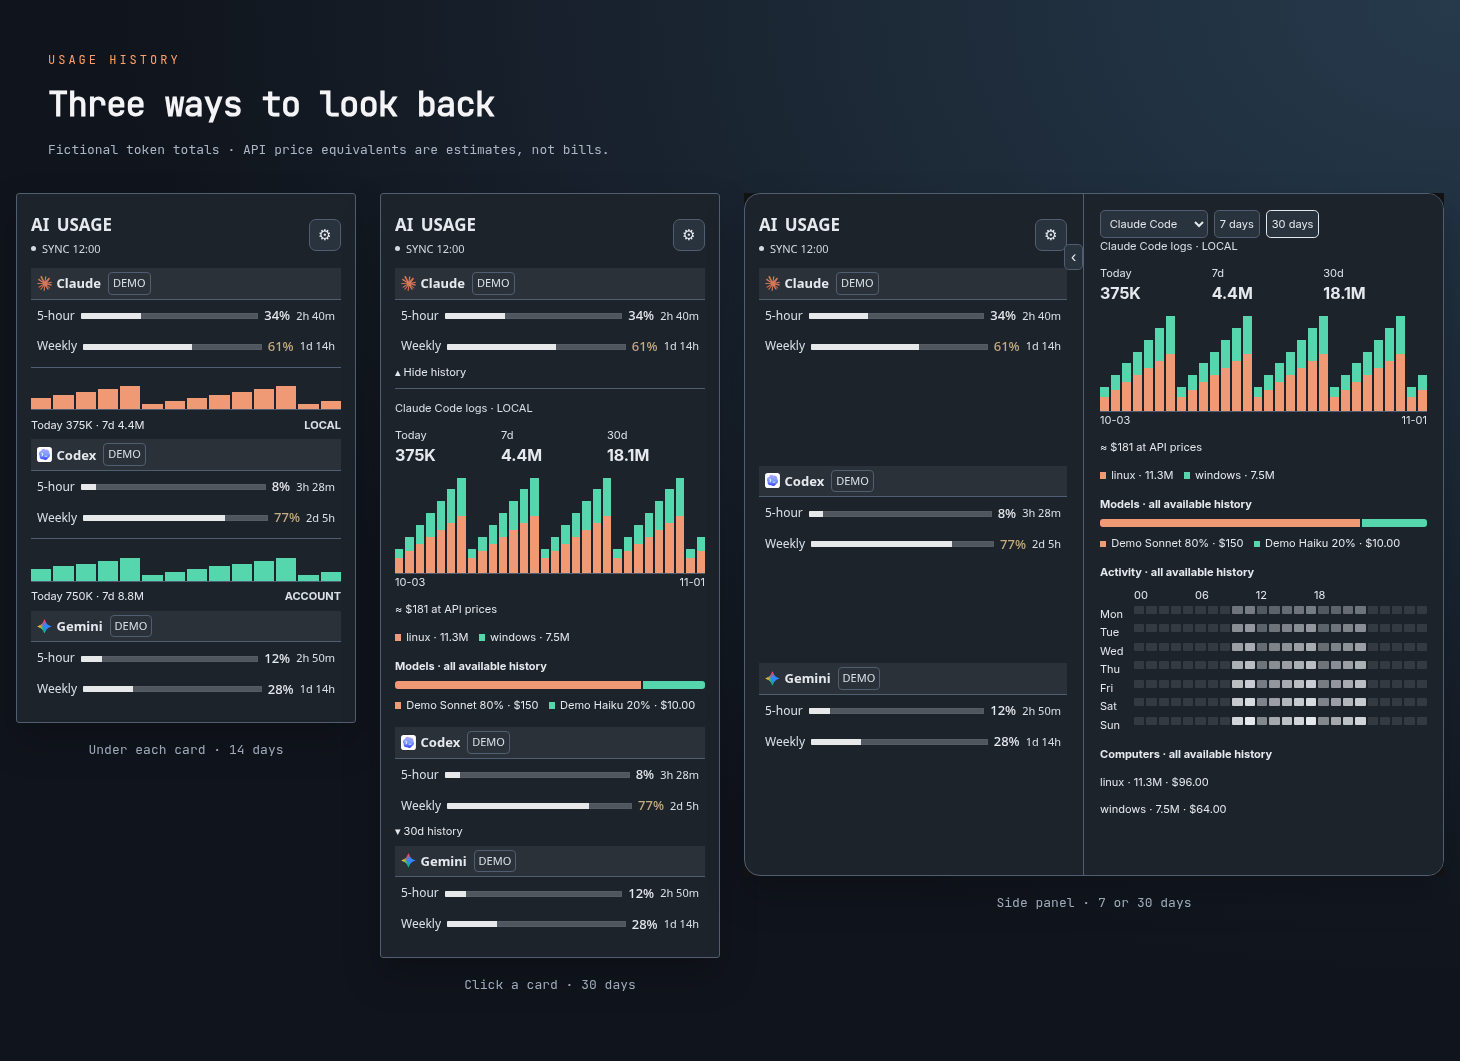 USAGE HISTORY
Three ways to look back
Fictional token totals · API price equivalents are estimates, not bills.
AI USAGE
SYNC 12:00
Claude DEMO
5-hour 34% 2h 40m
Weekly 61% 1d 14h
Today 375K · 7d 4.4M LOCAL
Codex DEMO
5-hour 8% 3h 28m
Weekly 77% 2d 5h
Today 750K · 7d 8.8M ACCOUNT
Gemini DEMO
5-hour 12% 2h 50m
Weekly 28% 1d 14h
Under each card · 14 days
AI USAGE
SYNC 12:00
Claude DEMO
5-hour 34% 2h 40m
Weekly 61% 1d 14h
▴ Hide history
Claude Code logs · LOCAL
Today 7d 30d
375K 4.4M 18.1M
10-03 11-01
≈ $181 at API prices
linux · 11.3M windows · 7.5M
Models · all available history
Demo Sonnet 80% · $150 Demo Haiku 20% · $10.00
Codex DEMO
5-hour 8% 3h 28m
Weekly 77% 2d 5h
▾ 30d history
Gemini DEMO
5-hour 12% 2h 50m
Weekly 28% 1d 14h
Click a card · 30 days
AI USAGE
SYNC 12:00
Claude DEMO
5-hour 34% 2h 40m
Weekly 61% 1d 14h
Codex DEMO
5-hour 8% 3h 28m
Weekly 77% 2d 5h
Gemini DEMO
5-hour 12% 2h 50m
Weekly 28% 1d 14h
Claude Code 7 days 30 days
Claude Code logs · LOCAL
Today 7d 30d
375K 4.4M 18.1M
10-03 11-01
≈ $181 at API prices
linux · 11.3M windows · 7.5M
Models · all available history
Demo Sonnet 80% · $150 Demo Haiku 20% · $10.00
Activity · all available history
00 06 12 18
Mon
Tue
Wed
Thu
Fri
Sat
Sun
Computers · all available history
linux · 11.3M · $96.00
windows · 7.5M · $64.00
Side panel · 7 or 30 days